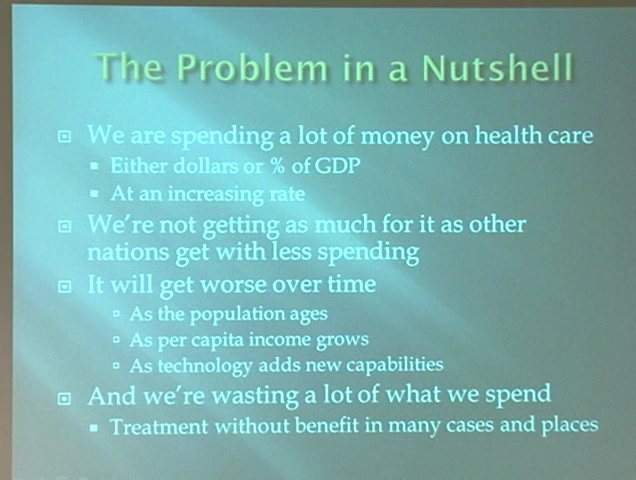 The Problem in a Nutshell
We are spending a lot of money on health care
Either dollars or % of GDP
At an increasing rate
We're not getting as much for it as other
nations get with less spending
It will get worse over time
As the population ages
As per capita income grows
As technology adds new capabilities
And we're wasting a lot of what we spend
Treatment without benefit in many cases and places